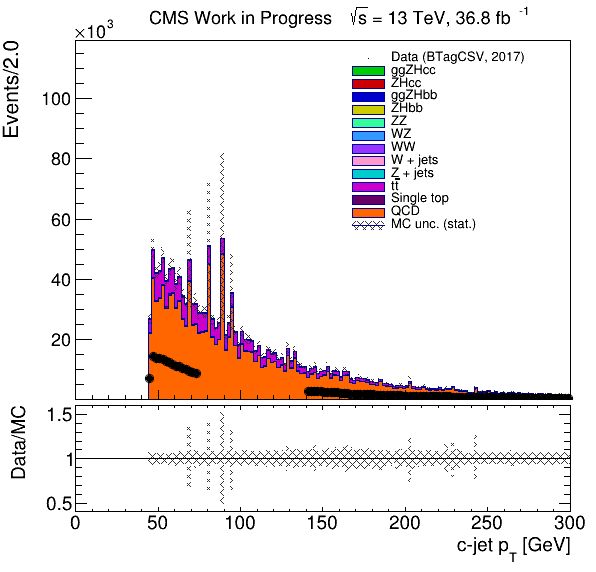 CMS Work in Progress √s = 13 TeV, 36.8 fb⁻¹
×10³
Events/2.0
100
80
60
40
20
Data (BTagCSV, 2017)
ggZHcc
ZHcc
ggZHbb
ZHbb
ZZ
WZ
WW
W + jets
Z + jets
tt̅
Single top
QCD
MC unc. (stat.)
Data/MC
1.5
1
0.5
0 50 100 150 200 250 300
c-jet p_T [GeV]